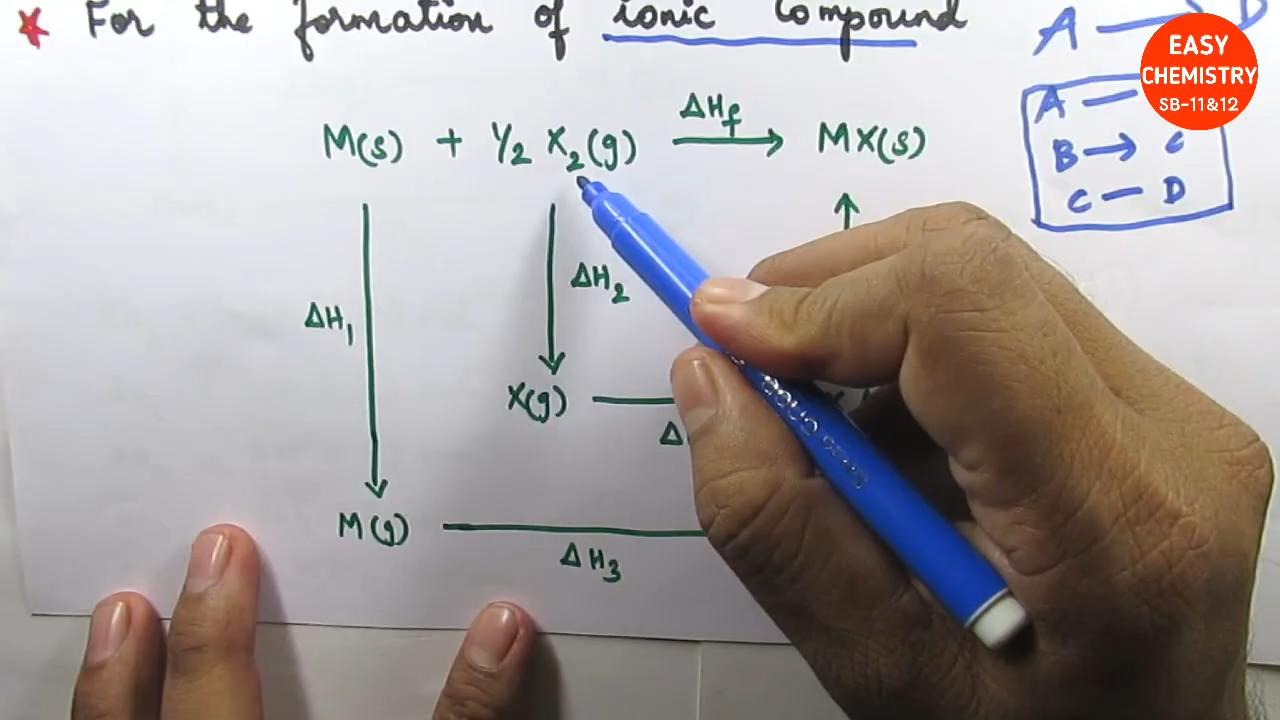 ★ For the formation of ionic compound
A → D
EASY
CHEMISTRY
SB-11&12
A —
B → C
C — D
M(s) + 1/2 X₂(g) →
ΔHf
MX(s)
ΔH₁
ΔH₂
X(g)
M(g)
ΔH₃